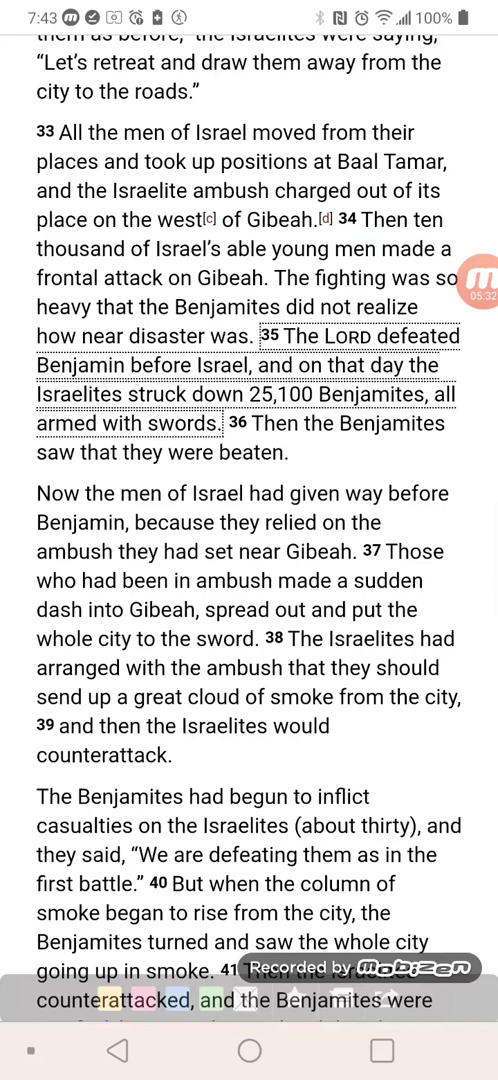 7:43 100%
them as before," the Israelites were saying,
“Let’s retreat and draw them away from the
city to the roads.”
33 All the men of Israel moved from their
places and took up positions at Baal Tamar,
and the Israelite ambush charged out of its
place on the west[c] of Gibeah.[d] 34 Then ten
thousand of Israel’s able young men made a
frontal attack on Gibeah. The fighting was so
05:32
heavy that the Benjamites did not realize
how near disaster was. 35 The LORD defeated
Benjamin before Israel, and on that day the
Israelites struck down 25,100 Benjamites, all
armed with swords. 36 Then the Benjamites
saw that they were beaten.
Now the men of Israel had given way before
Benjamin, because they relied on the
ambush they had set near Gibeah. 37 Those
who had been in ambush made a sudden
dash into Gibeah, spread out and put the
whole city to the sword. 38 The Israelites had
arranged with the ambush that they should
send up a great cloud of smoke from the city,
39 and then the Israelites would
counterattack.
The Benjamites had begun to inflict
casualties on the Israelites (about thirty), and
they said, “We are defeating them as in the
first battle.” 40 But when the column of
smoke began to rise from the city, the
Benjamites turned and saw the whole city
going up in smoke. 41 Then the Israelites
Recorded by mobizen
counterattacked, and the Benjamites were